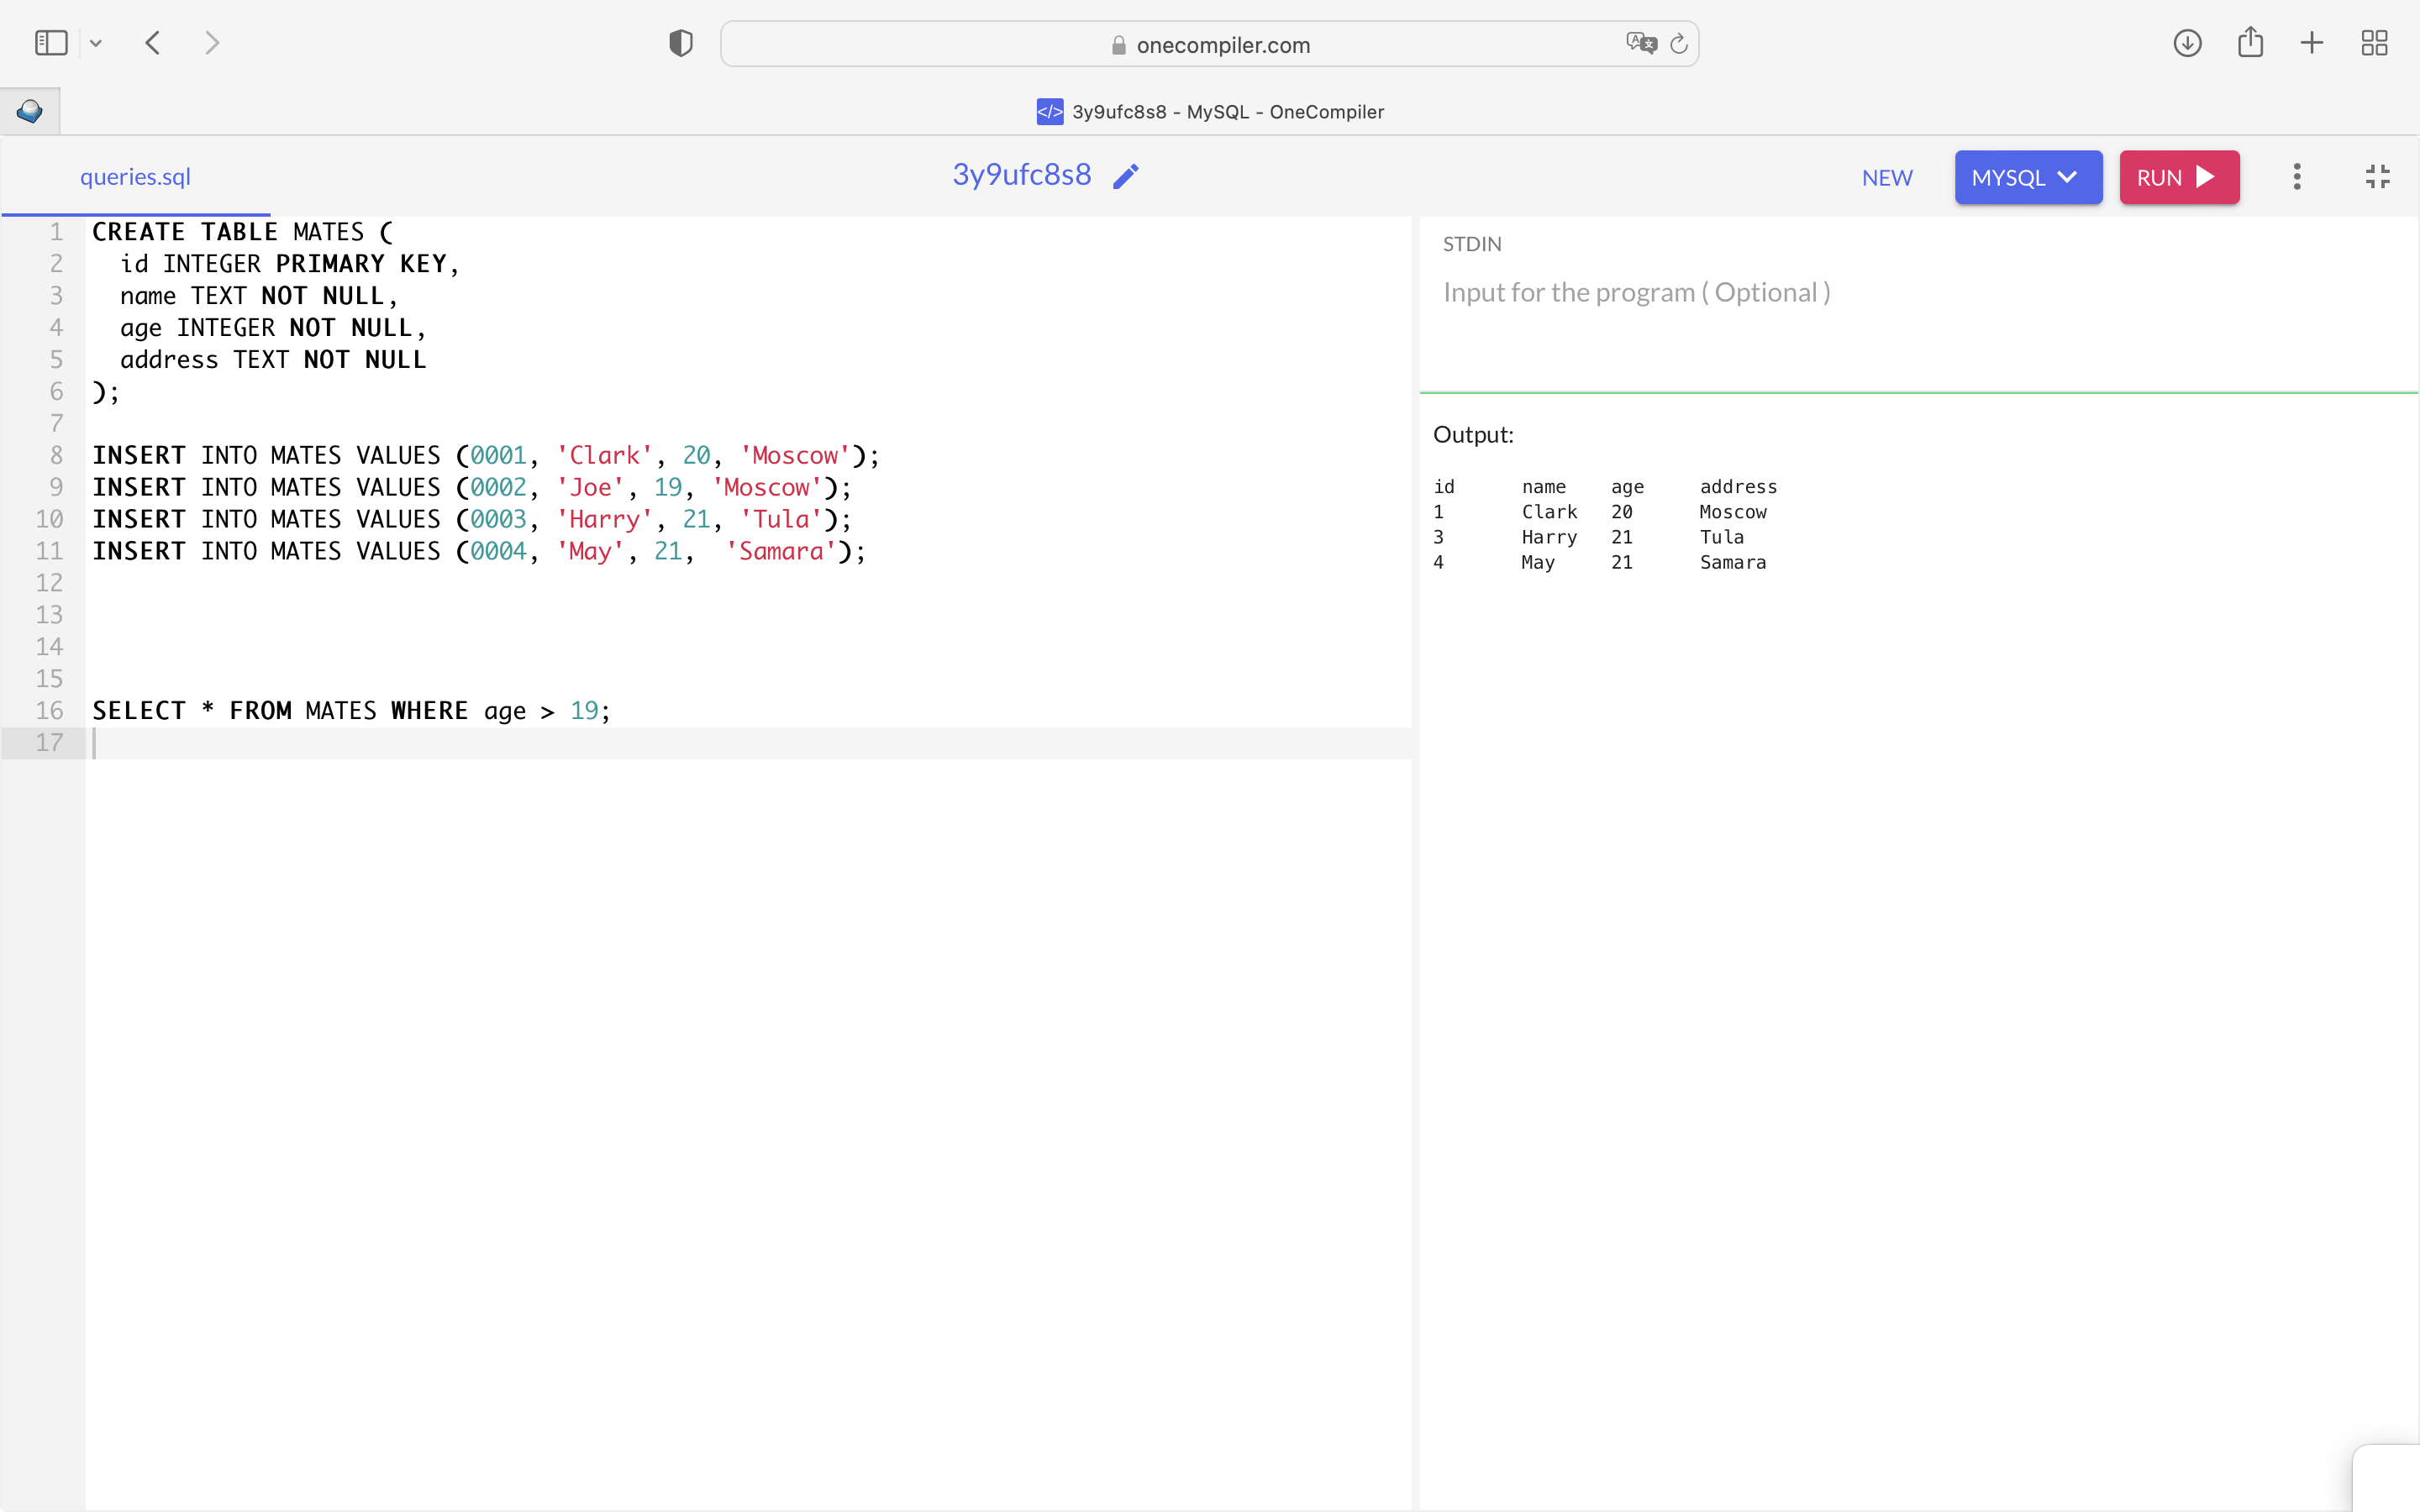 onecompiler.com
3y9ufc8s8 - MySQL - OneCompiler
queries.sql
3y9ufc8s8
NEW
MYSQL
RUN
1 CREATE TABLE MATES (
2 id INTEGER PRIMARY KEY,
3 name TEXT NOT NULL,
4 age INTEGER NOT NULL,
5 address TEXT NOT NULL
6 );
7
8 INSERT INTO MATES VALUES (0001, 'Clark', 20, 'Moscow');
9 INSERT INTO MATES VALUES (0002, 'Joe', 19, 'Moscow');
10 INSERT INTO MATES VALUES (0003, 'Harry', 21, 'Tula');
11 INSERT INTO MATES VALUES (0004, 'May', 21,  'Samara');
12
13
14
15
16 SELECT * FROM MATES WHERE age > 19;
17
STDIN
Input for the program ( Optional )
Output:
id name age address
1 Clark 20 Moscow
3 Harry 21 Tula
4 May 21 Samara